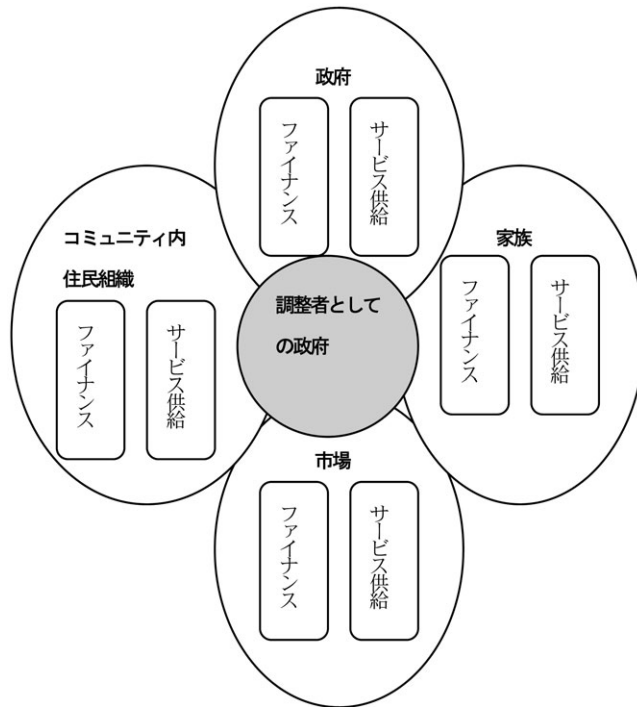 政府
ファイナンス
サービス供給
コミュニティ内
住民組織
ファイナンス
サービス供給
調整者として
の政府
家族
ファイナンス
サービス供給
市場
ファイナンス
サービス供給